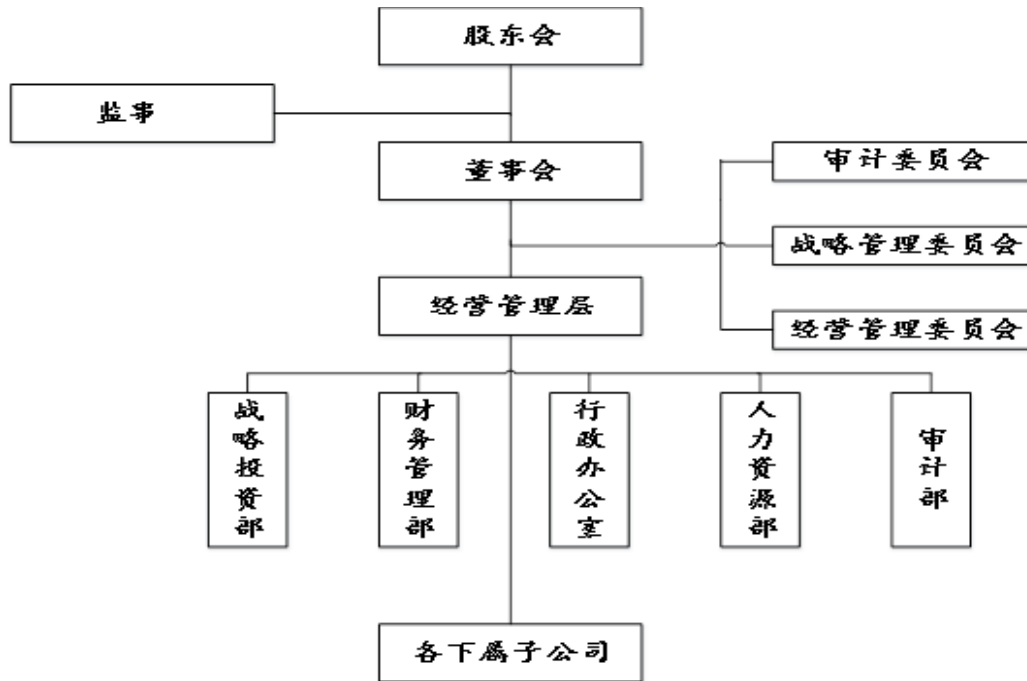 股东会
监事
董事会
审计委员会
战略管理委员会
经营管理层
经营管理委员会
战略投资部
财务管理部
行政办公室
人力资源部
审计部
各下属子公司